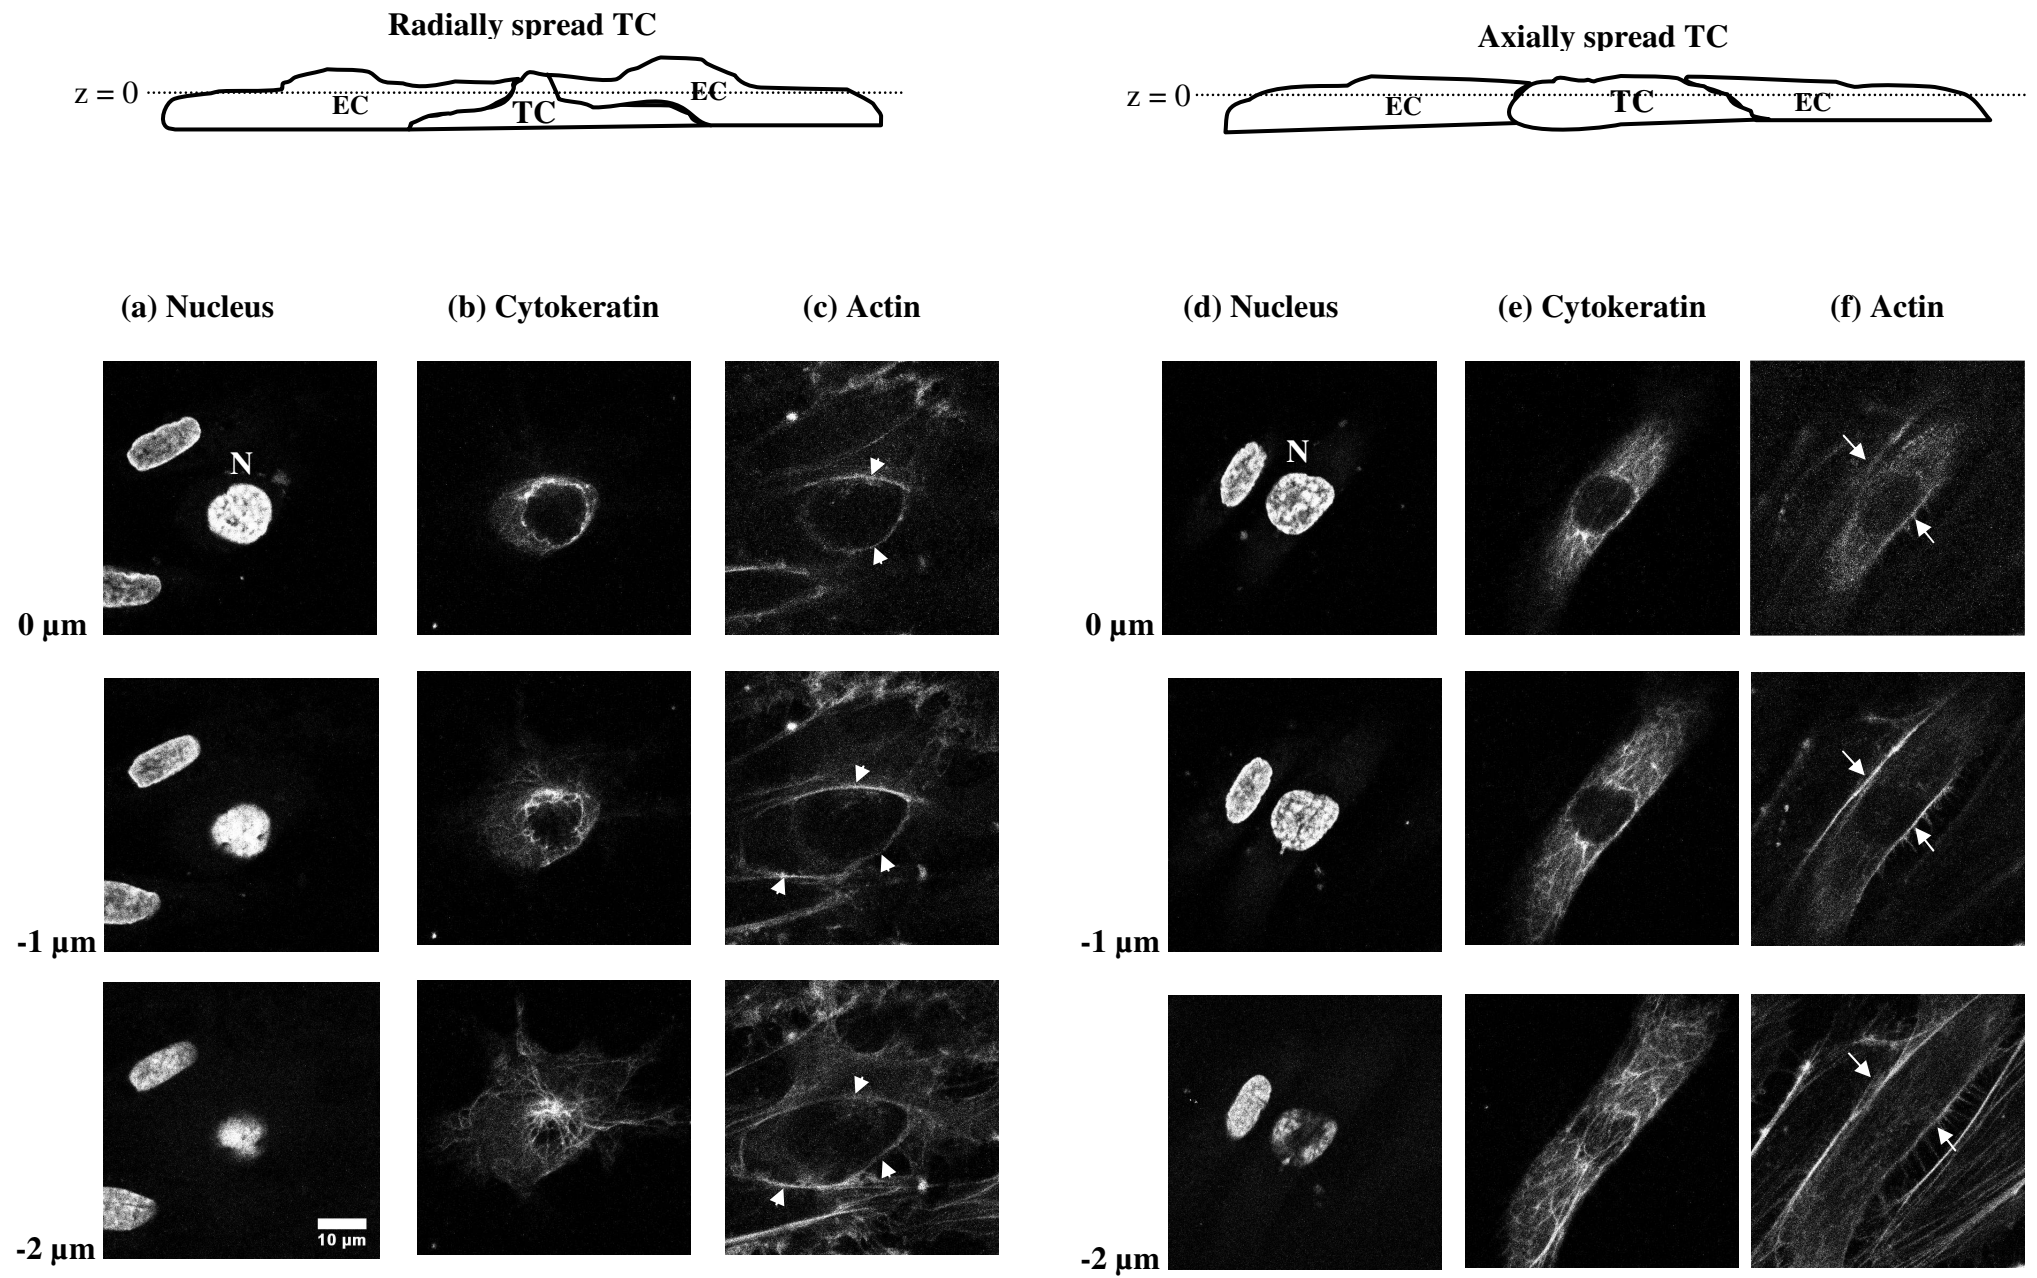 Radially spread TC
z = 0
EC
TC
EC
Axially spread TC
z = 0
EC
TC
EC
(a) Nucleus
(b) Cytokeratin
(c) Actin
(d) Nucleus
(e) Cytokeratin
(f) Actin
N
N
0 µm
0 µm
-1 µm
-1 µm
10 µm
-2 µm
-2 µm